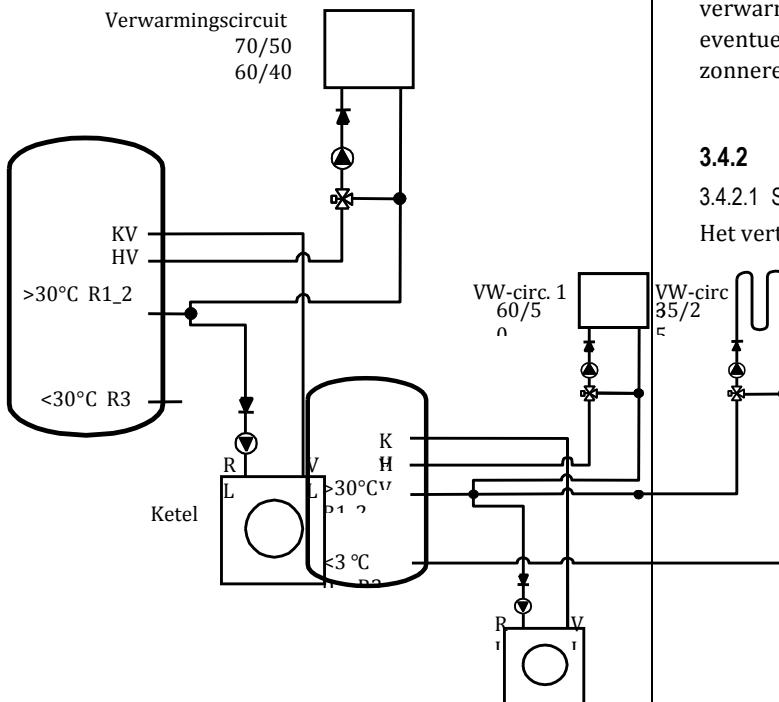 Verwarmingscircuit
70/50
60/40
KV
HV
>30°C R1_2
<30°C R3
R
L
V
L
Ketel
VW-circ. 1
60/5
VW-circ
35/2
K
H
V
>30°C
R1_2
<3 °C
R
V
verwarm
eventue
zonnere
3.4.2
3.4.2.1 S
Het vert